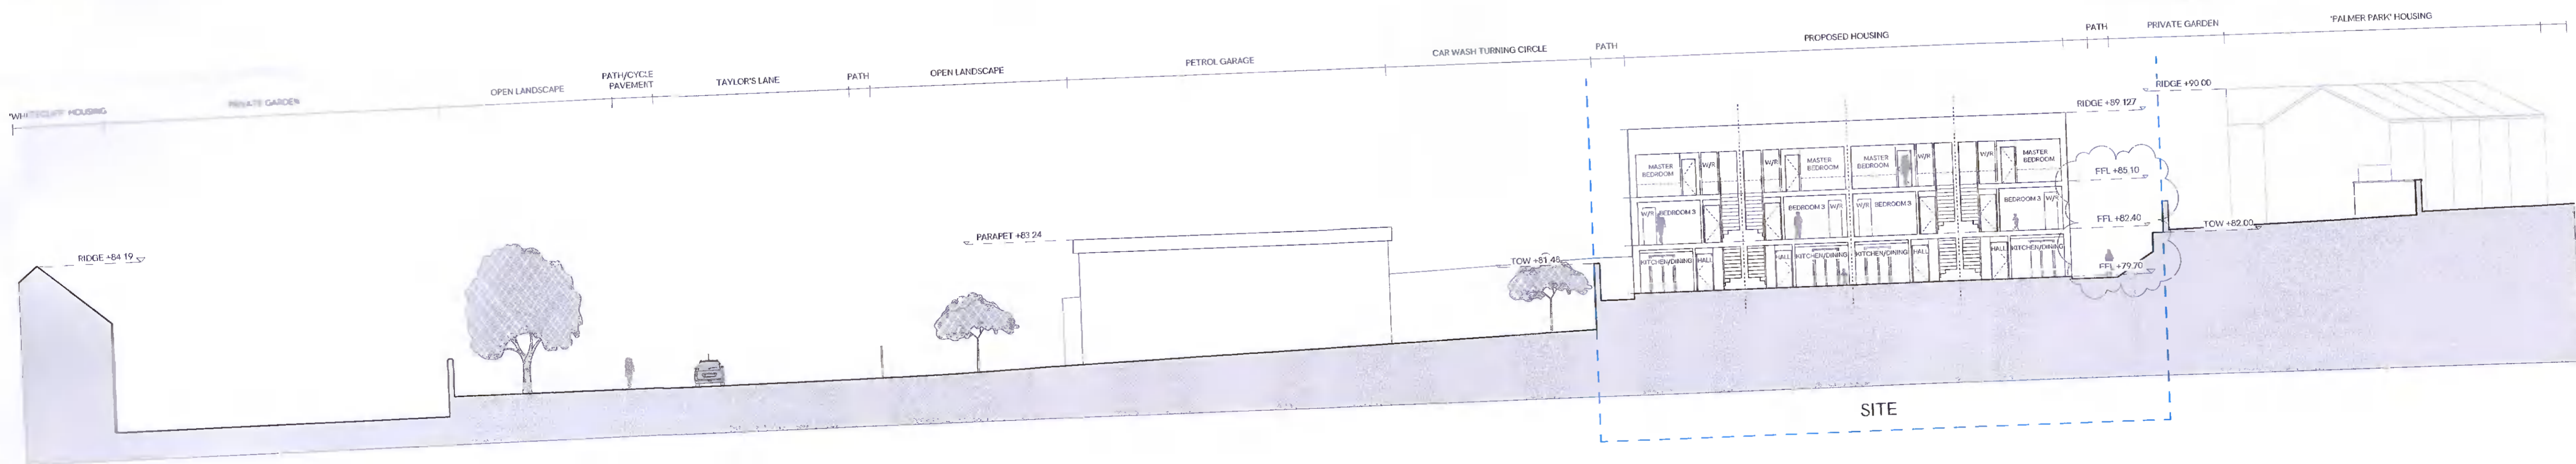 'WHITECLIFF' HOUSING
PRIVATE GARDEN
OPEN LANDSCAPE
PATH/CYCLE
PAVEMENT
TAYLOR'S LANE
PATH
OPEN LANDSCAPE
PETROL GARAGE
CAR WASH TURNING CIRCLE
PATH
PROPOSED HOUSING
PATH
PRIVATE GARDEN
'PALMER PARK' HOUSING
RIDGE +90.00
RIDGE +89.127
MASTER
BEDROOM
W/R
W/R
MASTER
BEDROOM
MASTER
BEDROOM
W/R
W/R
MASTER
BEDROOM
FFL +85.10
W/R
BEDROOM 3
BEDROOM 3
W/R
W/R
BEDROOM 3
BEDROOM 3
W/R
FFL +82.40
TOW +82.00
PARAPET +83.24
RIDGE +84.19
TOW +81.48
KITCHEN/DINING
HALL
HALL
KITCHEN/DINING
KITCHEN/DINING
HALL
HALL
KITCHEN/DINING
FFL +79.70
SITE